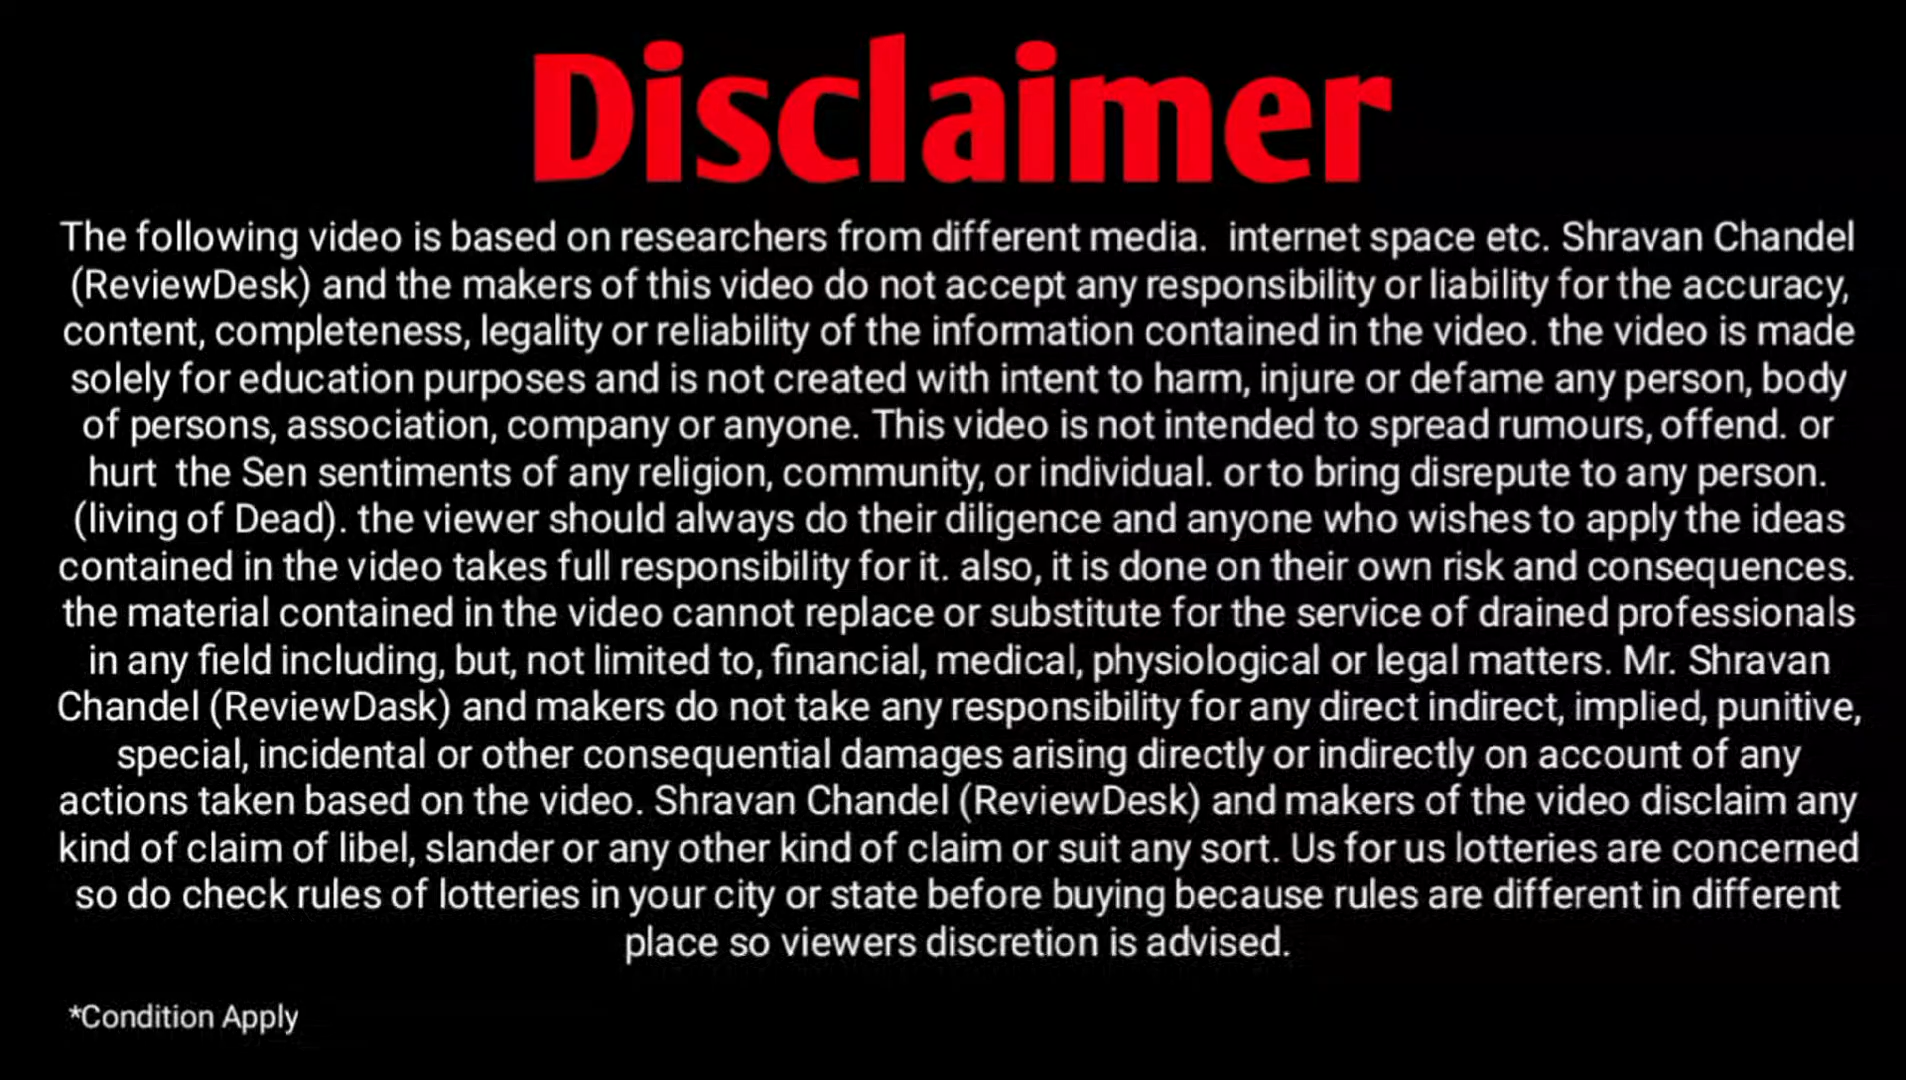 Disclaimer
The following video is based on researchers from different media.  internet space etc. Shravan Chandel
(ReviewDesk) and the makers of this video do not accept any responsibility or liability for the accuracy,
content, completeness, legality or reliability of the information contained in the video. the video is made
solely for education purposes and is not created with intent to harm, injure or defame any person, body
of persons, association, company or anyone. This video is not intended to spread rumours, offend. or
hurt  the Sen sentiments of any religion, community, or individual. or to bring disrepute to any person.
(living of Dead). the viewer should always do their diligence and anyone who wishes to apply the ideas
contained in the video takes full responsibility for it. also, it is done on their own risk and consequences.
the material contained in the video cannot replace or substitute for the service of drained professionals
in any field including, but, not limited to, financial, medical, physiological or legal matters. Mr. Shravan
Chandel (ReviewDask) and makers do not take any responsibility for any direct indirect, implied, punitive,
special, incidental or other consequential damages arising directly or indirectly on account of any
actions taken based on the video. Shravan Chandel (ReviewDesk) and makers of the video disclaim any
kind of claim of libel, slander or any other kind of claim or suit any sort. Us for us lotteries are concerned
so do check rules of lotteries in your city or state before buying because rules are different in different
place so viewers discretion is advised.
*Condition Apply